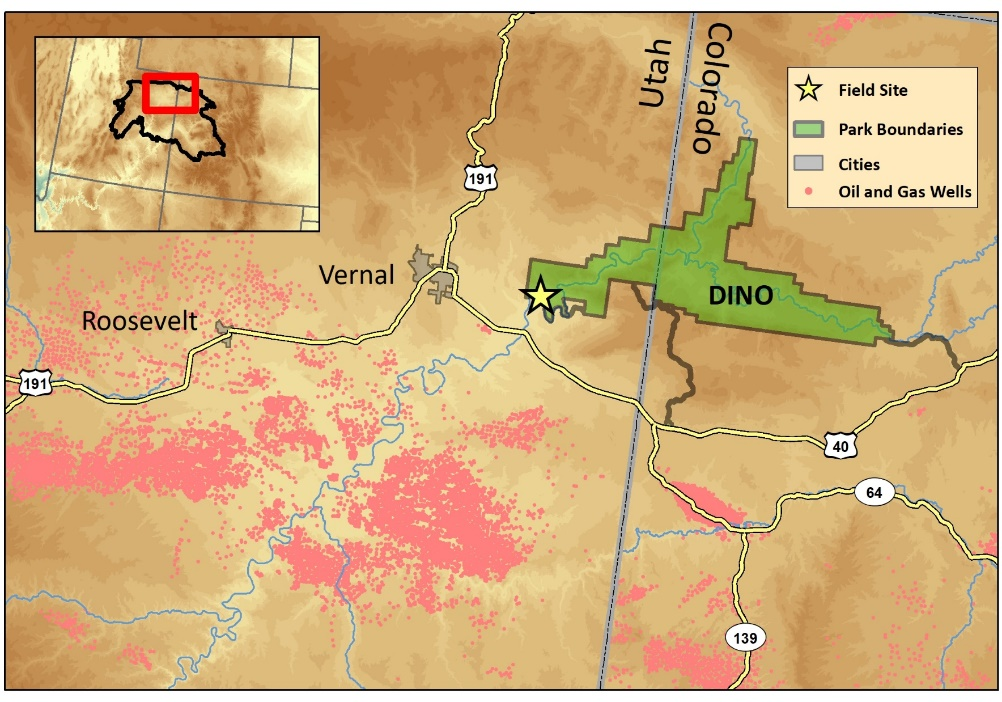 Utah
Colorado
Field Site
Park Boundaries
Cities
Oil and Gas Wells
191
Vernal
DINO
Roosevelt
191
40
64
139